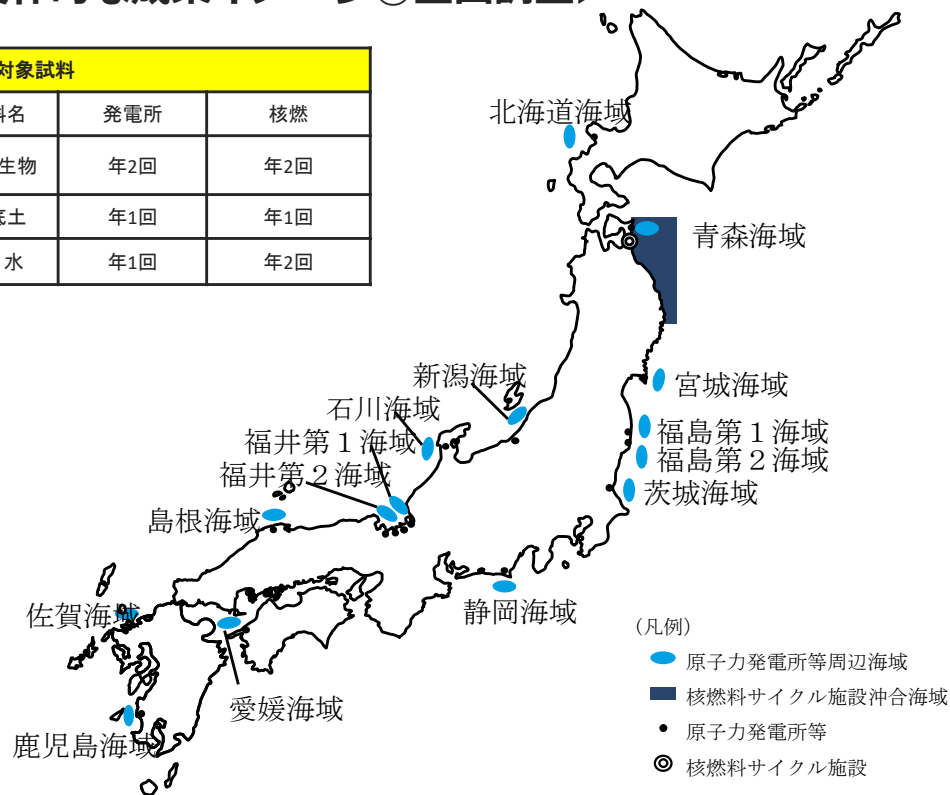 対象試料
料名 発電所 核燃
生物 年2回 年2回
底土 年1回 年1回
水 年1回 年2回
北海道海域
青森海域
新潟海域
宮城海域
石川海域
福島第１海域
福井第１海域
福島第２海域
福井第２海域
茨城海域
島根海域
佐賀海域
静岡海域
愛媛海域
鹿児島海域
（凡例）
原子力発電所等周辺海域
核燃料サイクル施設沖合海域
原子力発電所等
核燃料サイクル施設